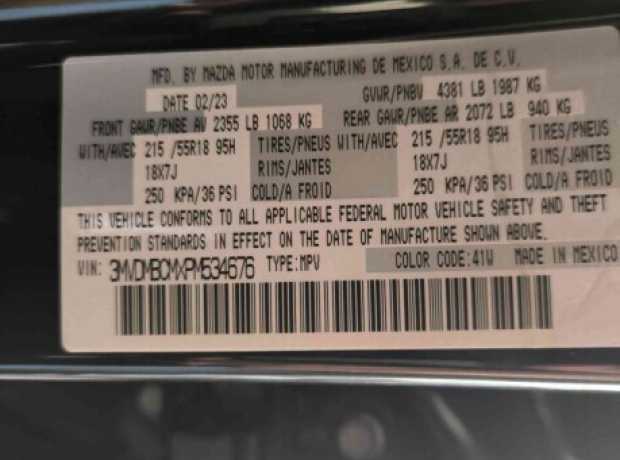 MFD. BY MAZDA MOTOR MANUFACTURING DE MEXICO S.A. DE C.V.
DATE 02/23 GVWR/PNBV 4381 LB 1987 KG
FRONT GAWR/PNBE AV 2355 LB 1068 KG REAR GAWR/PNBE AR 2072 LB 940 KG
WITH/AVEC 215 /55R18 95H TIRES/PNEUS WITH/AVEC 215 /55R18 95H TIRES/PNEUS
18X7J RIMS/JANTES 18X7J RIMS/JANTES
250 KPA/36 PSI COLD/A FROID 250 KPA/36 PSI COLD/A FROID
THIS VEHICLE CONFORMS TO ALL APPLICABLE FEDERAL MOTOR VEHICLE SAFETY AND THEFT
PREVENTION STANDARDS IN EFFECT ON THE DATE OF MANUFACTURE SHOWN ABOVE.
VIN: 3MVDMBCMXPM534676 TYPE:MPV COLOR CODE:41W MADE IN MEXICO